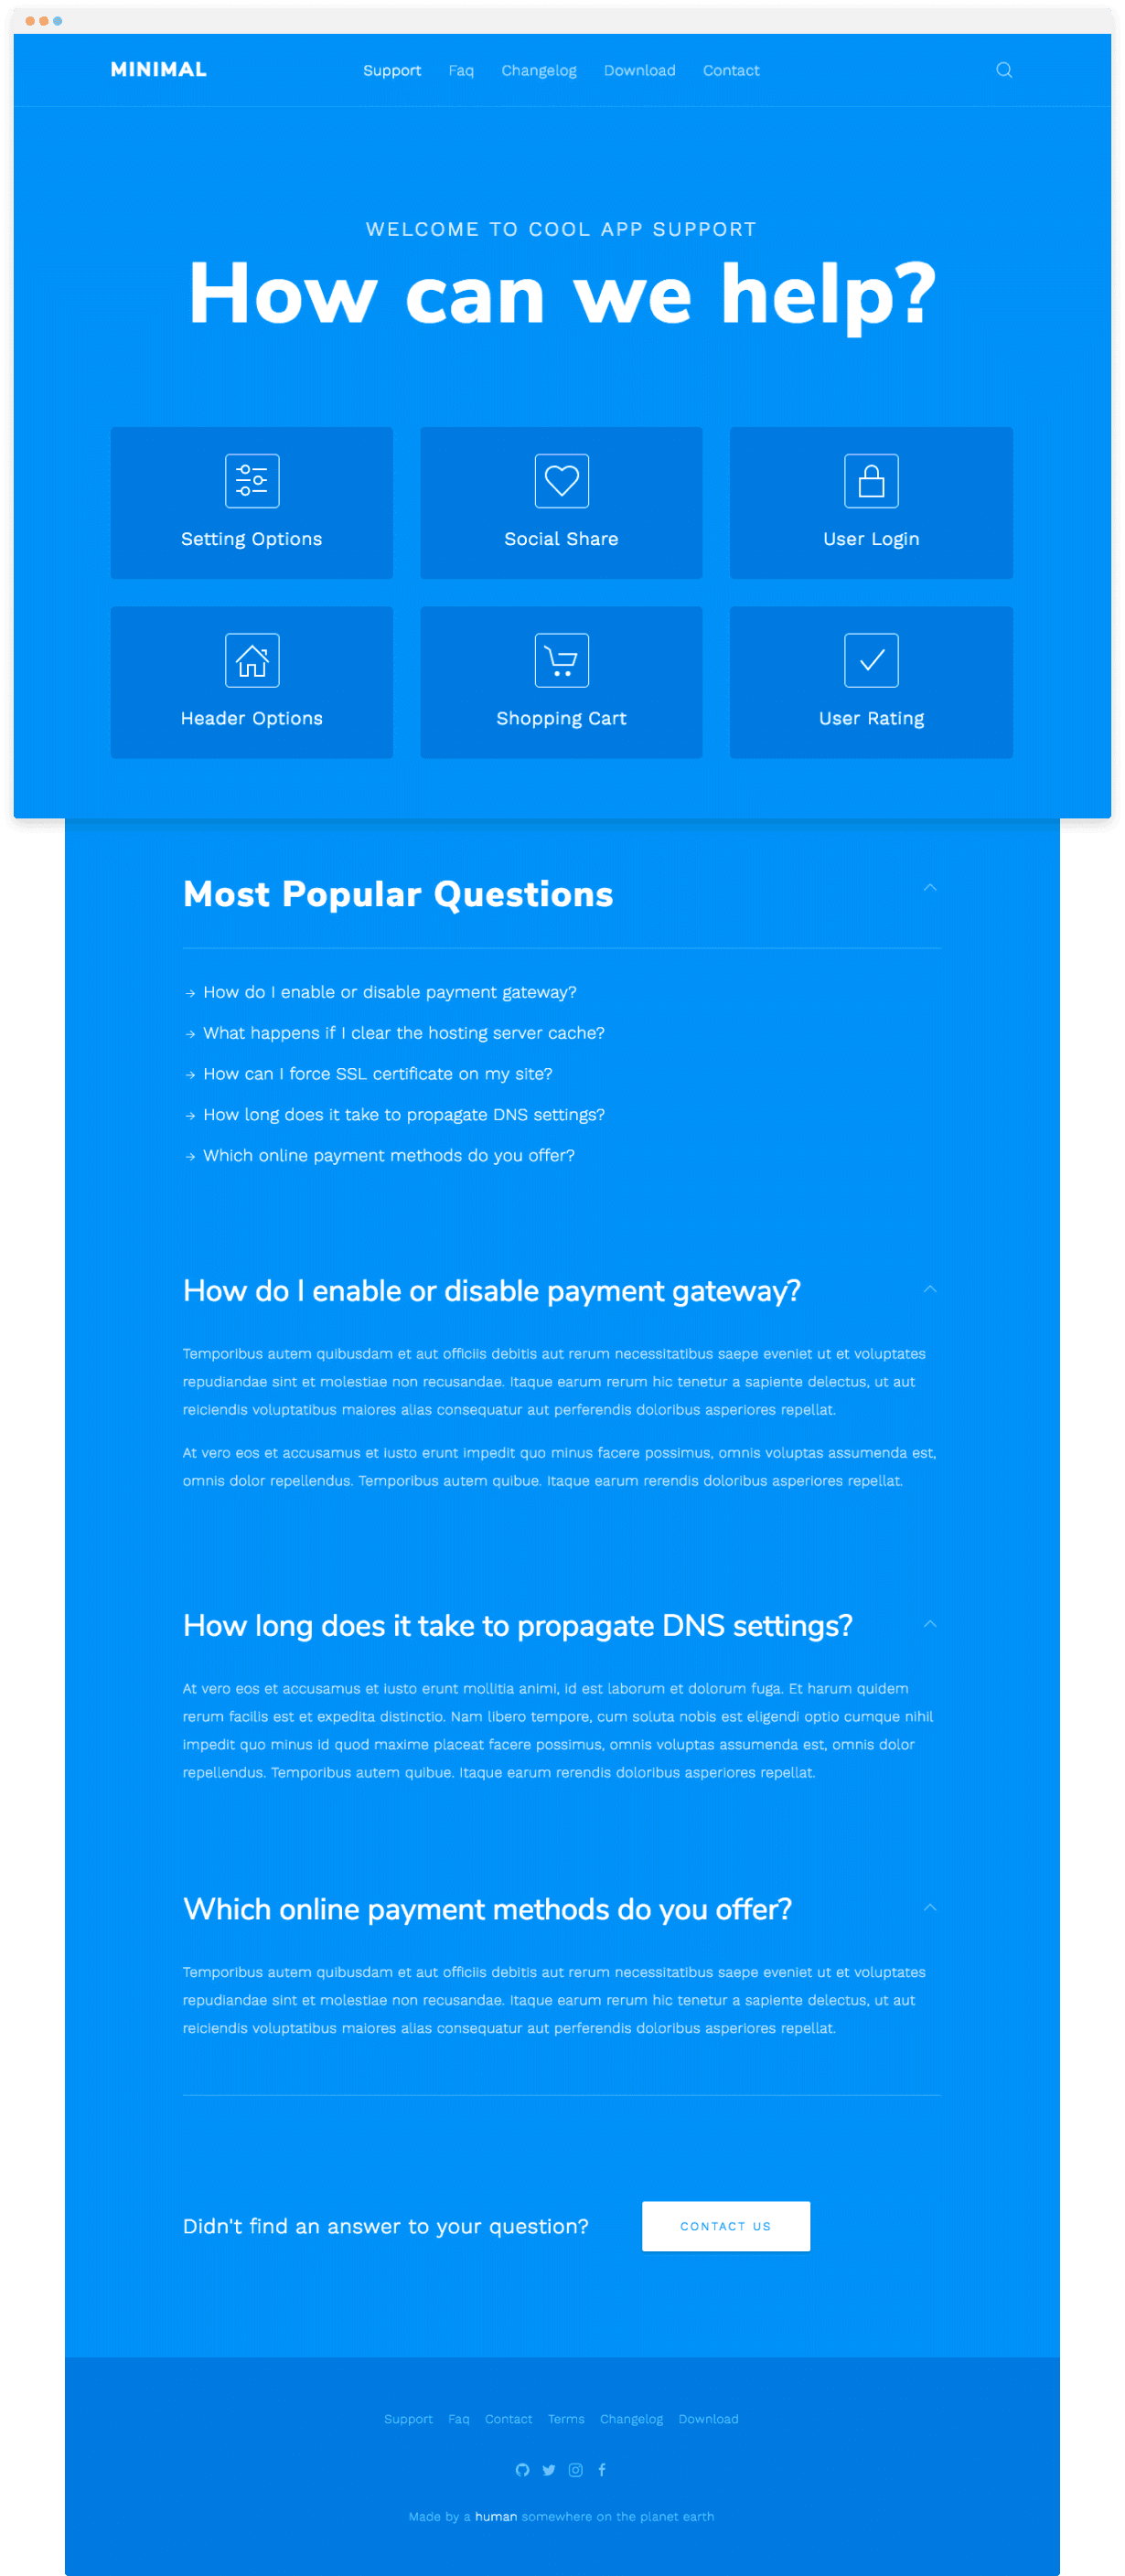 MINIMAL
Support Faq Changelog Download Contact
WELCOME TO COOL APP SUPPORT
How can we help?
Setting Options
Social Share
User Login
Header Options
Shopping Cart
User Rating
Most Popular Questions
→ How do I enable or disable payment gateway?
→ What happens if I clear the hosting server cache?
→ How can I force SSL certificate on my site?
→ How long does it take to propagate DNS settings?
→ Which online payment methods do you offer?
How do I enable or disable payment gateway?
Temporibus autem quibusdam et aut officiis debitis aut rerum necessitatibus saepe eveniet ut et voluptates
repudiandae sint et molestiae non recusandae. Itaque earum rerum hic tenetur a sapiente delectus, ut aut
reiciendis voluptatibus maiores alias consequatur aut perferendis doloribus asperiores repellat.
At vero eos et accusamus et iusto erunt impedit quo minus facere possimus, omnis voluptas assumenda est,
omnis dolor repellendus. Temporibus autem quibue. Itaque earum rerendis doloribus asperiores repellat.
How long does it take to propagate DNS settings?
At vero eos et accusamus et iusto erunt mollitia animi, id est laborum et dolorum fuga. Et harum quidem
rerum facilis est et expedita distinctio. Nam libero tempore, cum soluta nobis est eligendi optio cumque nihil
impedit quo minus id quod maxime placeat facere possimus, omnis voluptas assumenda est, omnis dolor
repellendus. Temporibus autem quibue. Itaque earum rerendis doloribus asperiores repellat.
Which online payment methods do you offer?
Temporibus autem quibusdam et aut officiis debitis aut rerum necessitatibus saepe eveniet ut et voluptates
repudiandae sint et molestiae non recusandae. Itaque earum rerum hic tenetur a sapiente delectus, ut aut
reiciendis voluptatibus maiores alias consequatur aut perferendis doloribus asperiores repellat.
Didn't find an answer to your question?
CONTACT US
Support Faq Contact Terms Changelog Download
Made by a human somewhere on the planet earth